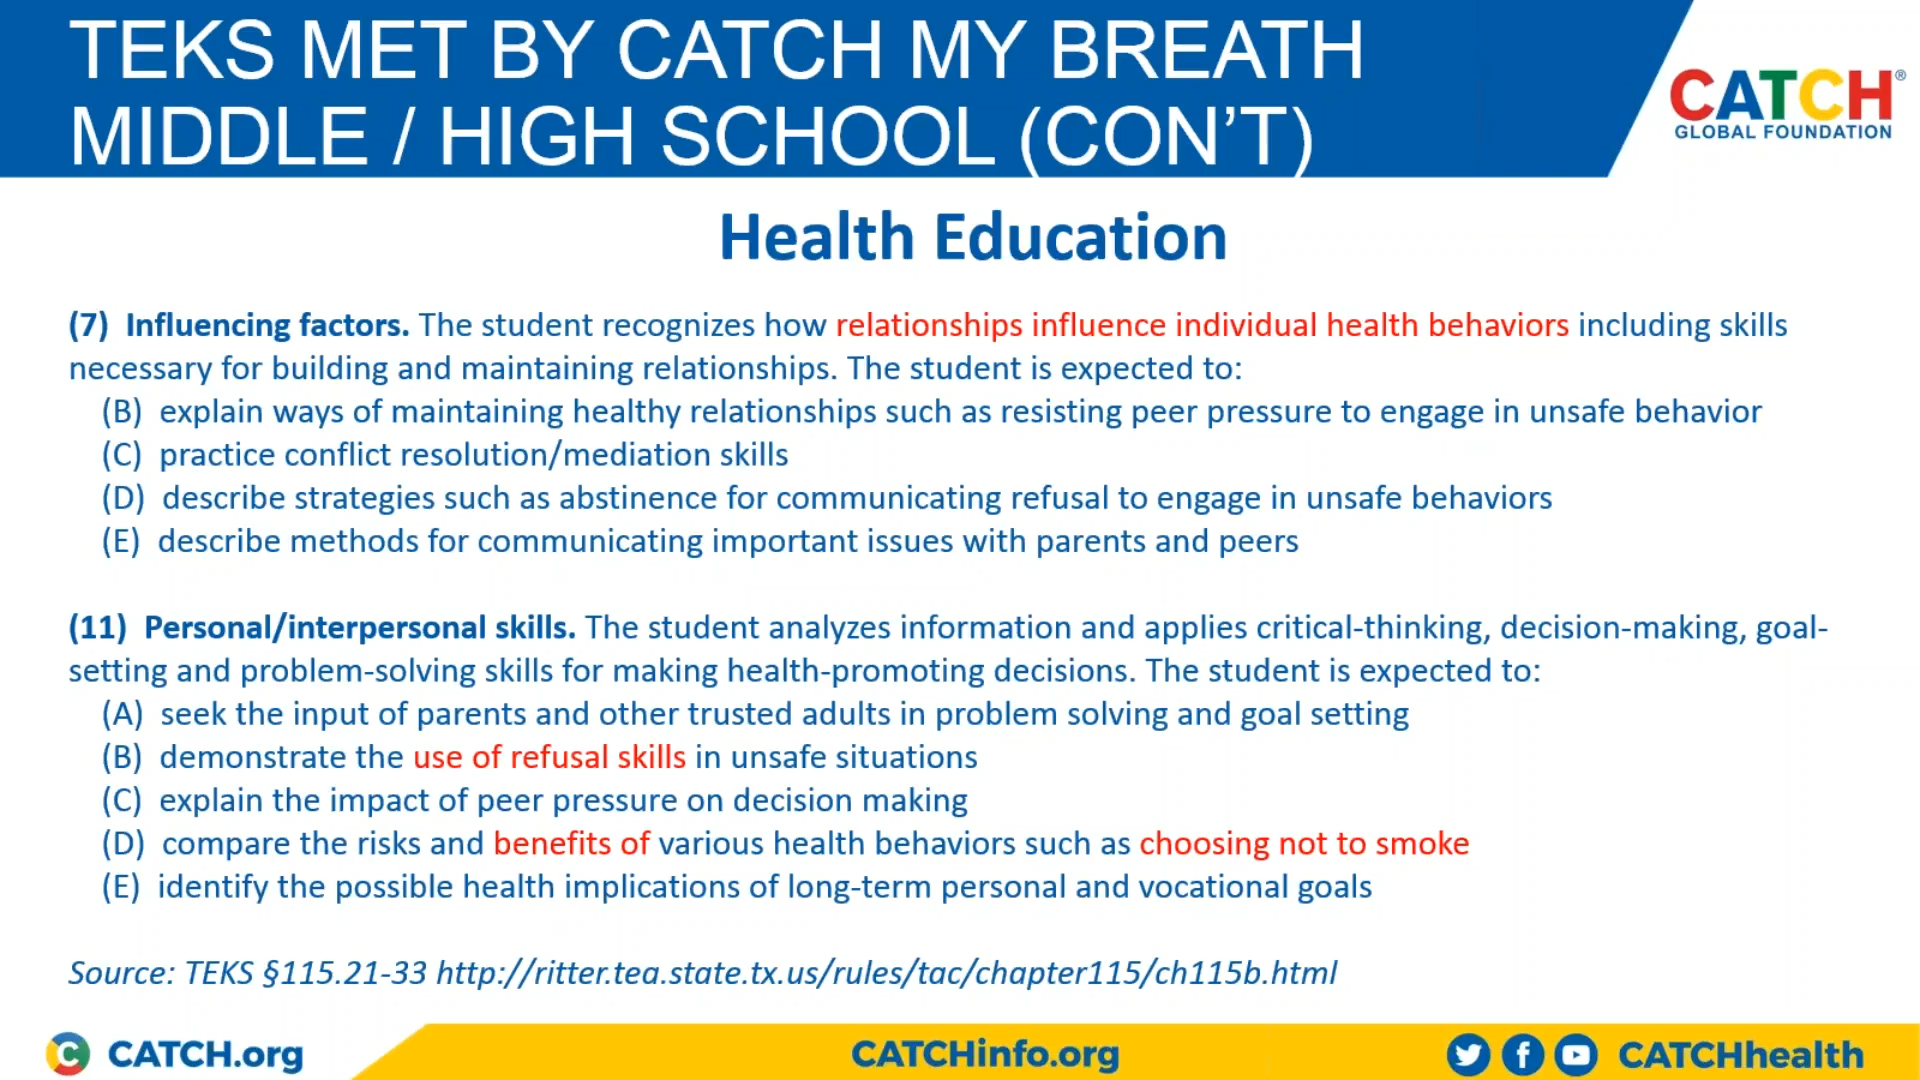 TEKS MET BY CATCH MY BREATH
MIDDLE / HIGH SCHOOL (CON’T)
CATCH®
GLOBAL FOUNDATION
Health Education
(7) Influencing factors. The student recognizes how relationships influence individual health behaviors including skills
necessary for building and maintaining relationships. The student is expected to:
(B) explain ways of maintaining healthy relationships such as resisting peer pressure to engage in unsafe behavior
(C) practice conflict resolution/mediation skills
(D) describe strategies such as abstinence for communicating refusal to engage in unsafe behaviors
(E) describe methods for communicating important issues with parents and peers
(11) Personal/interpersonal skills. The student analyzes information and applies critical-thinking, decision-making, goal-
setting and problem-solving skills for making health-promoting decisions. The student is expected to:
(A) seek the input of parents and other trusted adults in problem solving and goal setting
(B) demonstrate the use of refusal skills in unsafe situations
(C) explain the impact of peer pressure on decision making
(D) compare the risks and benefits of various health behaviors such as choosing not to smoke
(E) identify the possible health implications of long-term personal and vocational goals
Source: TEKS §115.21-33 http://ritter.tea.state.tx.us/rules/tac/chapter115/ch115b.html
C CATCH.org
CATCHinfo.org
CATCHhealth